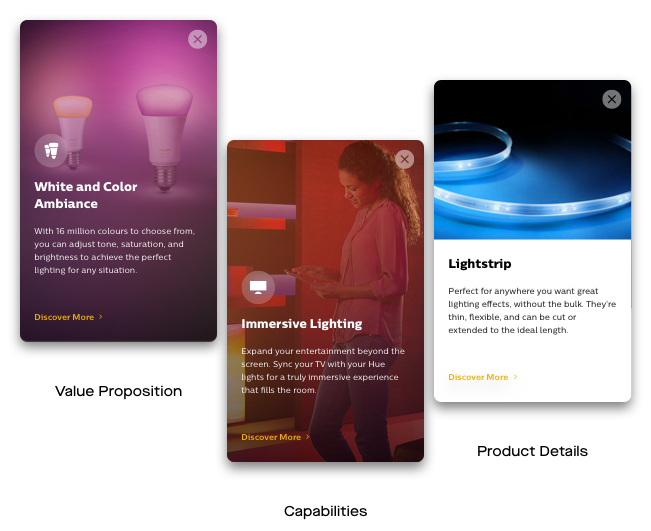 White and Color
Ambiance
With 16 million colours to choose from,
you can adjust tone, saturation, and
brightness to achieve the perfect
lighting for any situation.
Discover More >
Value Proposition
Immersive Lighting
Expand your entertainment beyond the
screen. Sync your TV with your Hue
lights for a truly immersive experience
that fills the room.
Discover More >
Capabilities
Lightstrip
Perfect for anywhere you want great
lighting effects, without the bulk. They're
thin, flexible, and can be cut or
extended to the ideal length.
Discover More >
Product Details